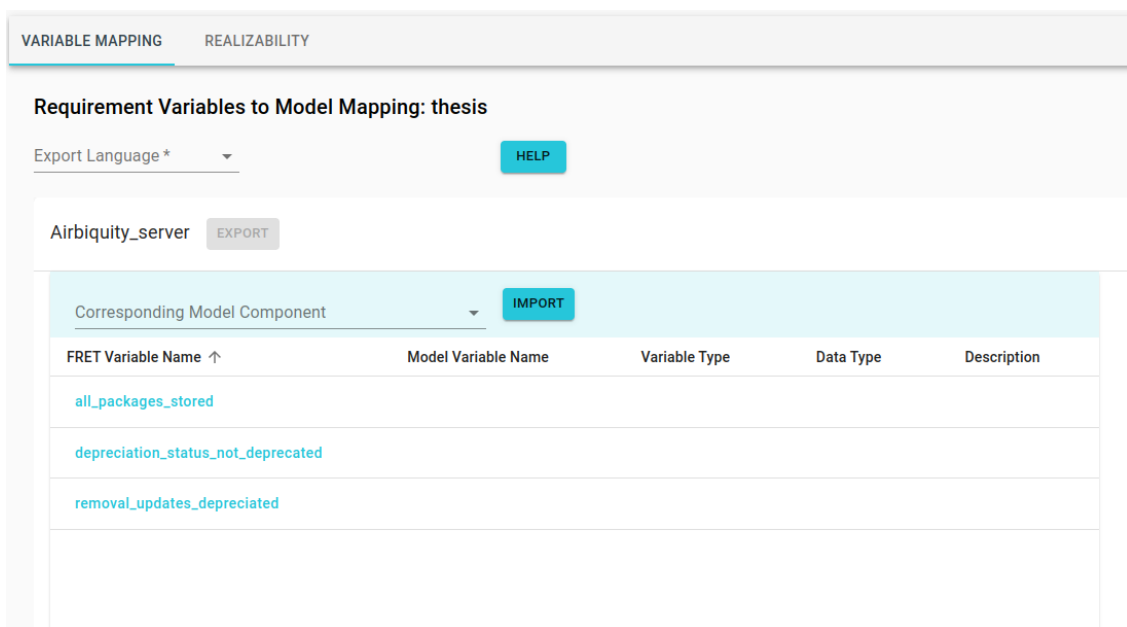 VARIABLE MAPPING REALIZABILITY
Requirement Variables to Model Mapping: thesis
Export Language * HELP
Airbiquity_server EXPORT
Corresponding Model Component IMPORT
FRET Variable Name Model Variable Name Variable Type Data Type Description
all_packages_stored
depreciation_status_not_deprecated
removal_updates_depreciated